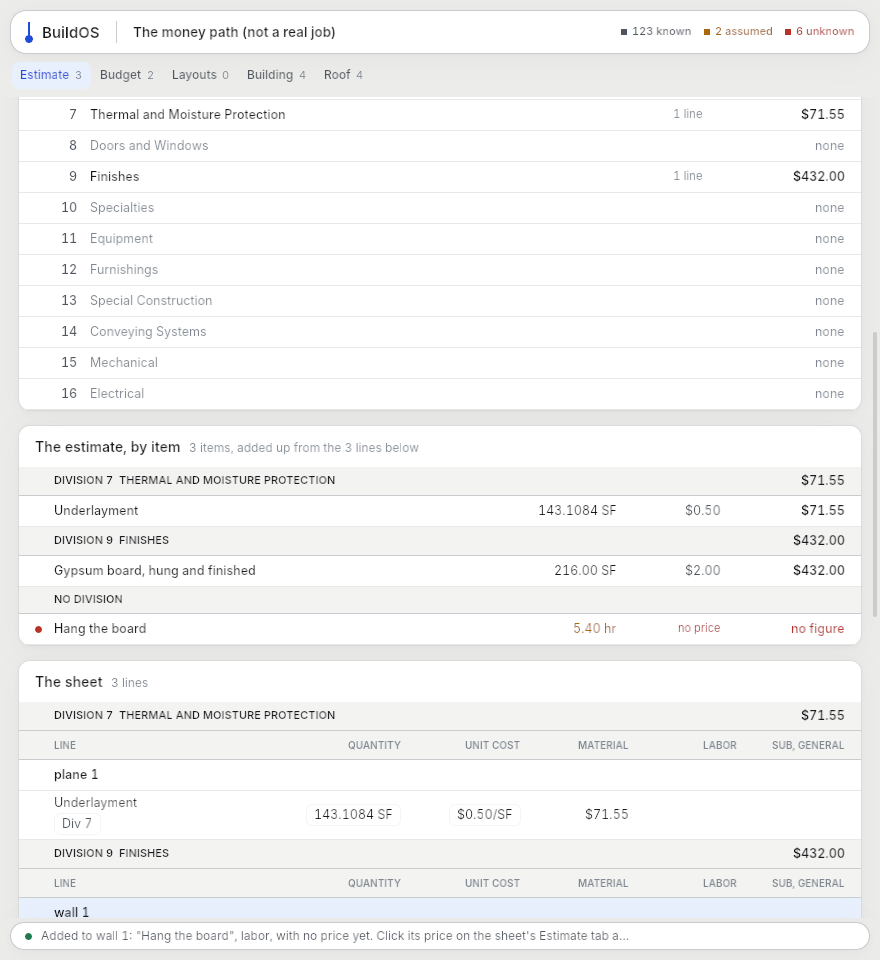 BuildOS The money path (not a real job) 123 known 2 assumed 6 unknown
Estimate 3 Budget 2 Layouts 0 Building 4 Roof 4
7 Thermal and Moisture Protection 1 line $71.55
8 Doors and Windows none
9 Finishes 1 line $432.00
10 Specialties none
11 Equipment none
12 Furnishings none
13 Special Construction none
14 Conveying Systems none
15 Mechanical none
16 Electrical none
The estimate, by item 3 items, added up from the 3 lines below
DIVISION 7 THERMAL AND MOISTURE PROTECTION $71.55
Underlayment 143.1084 SF $0.50 $71.55
DIVISION 9 FINISHES $432.00
Gypsum board, hung and finished 216.00 SF $2.00 $432.00
NO DIVISION
Hang the board 5.40 hr no price no figure
The sheet 3 lines
DIVISION 7 THERMAL AND MOISTURE PROTECTION $71.55
LINE QUANTITY UNIT COST MATERIAL LABOR SUB, GENERAL
plane 1
Underlayment
Div 7 143.1084 SF $0.50/SF $71.55
DIVISION 9 FINISHES $432.00
LINE QUANTITY UNIT COST MATERIAL LABOR SUB, GENERAL
wall 1
Added to wall 1: "Hang the board", labor, with no price yet. Click its price on the sheet's Estimate tab a...